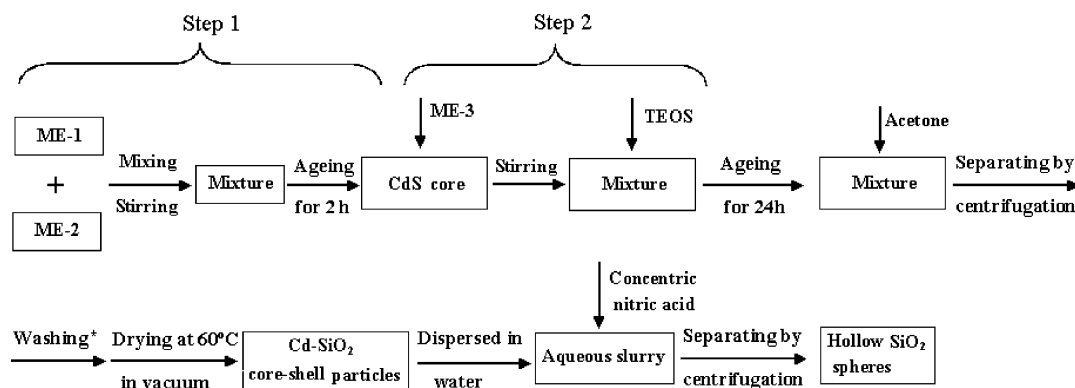 Step 1
Step 2
ME-1
+
ME-2
Mixing
Stirring
Mixture
Ageing
for 2 h
ME-3
CdS core
Stirring
TEOS
Mixture
Ageing
for 24h
Acetone
Mixture
Separating by
centrifugation
Washing*
Drying at 60°C
in vacuum
Cd-SiO₂
core-shell particles
Dispersed in
water
Concentric
nitric acid
Aqueous slurry
Separating by
centrifugation
Hollow SiO₂
spheres